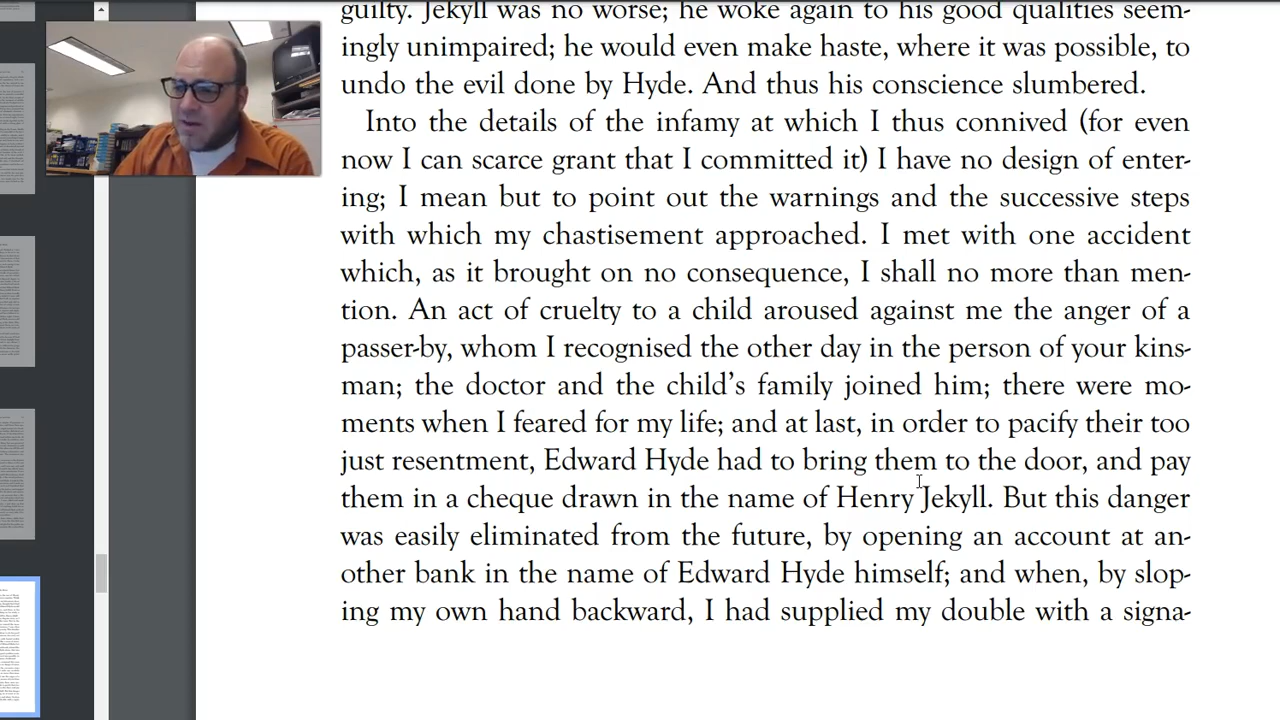 guilty. Jekyll was no worse; he woke again to his good qualities seem-
ingly unimpaired; he would even make haste, where it was possible, to
undo the evil done by Hyde. And thus his conscience slumbered.
Into the details of the infamy at which I thus connived (for even
now I can scarce grant that I committed it) I have no design of enter-
ing; I mean but to point out the warnings and the successive steps
with which my chastisement approached. I met with one accident
which, as it brought on no consequence, I shall no more than men-
tion. An act of cruelty to a child aroused against me the anger of a
passer-by, whom I recognised the other day in the person of your kins-
man; the doctor and the child's family joined him; there were mo-
ments when I feared for my life; and at last, in order to pacify their too
just resentment, Edward Hyde had to bring them to the door, and pay
them in a cheque drawn in the name of Henry Jekyll. But this danger
was easily eliminated from the future, by opening an account at an-
other bank in the name of Edward Hyde himself; and when, by slop-
ing my own hand backward, I had supplied my double with a signa-